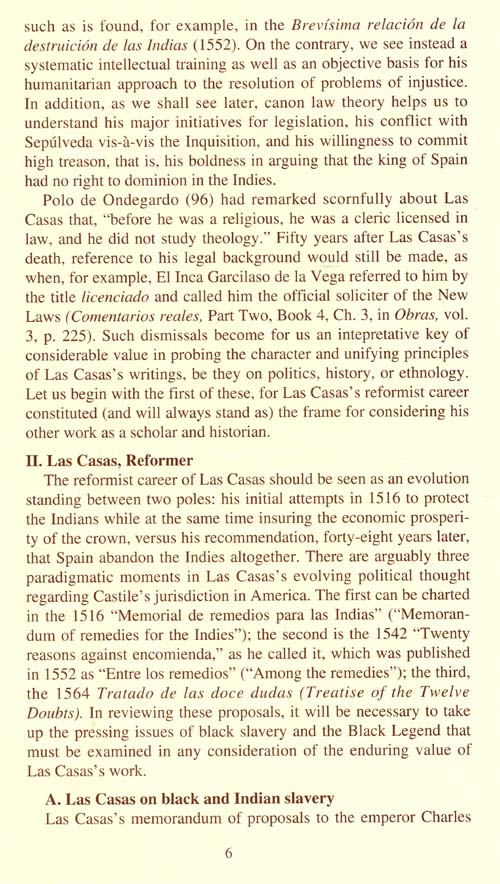 such as is found, for example, in the Brevísima relación de la
destruición de las Indias (1552). On the contrary, we see instead a
systematic intellectual training as well as an objective basis for his
humanitarian approach to the resolution of problems of injustice.
In addition, as we shall see later, canon law theory helps us to
understand his major initiatives for legislation, his conflict with
Sepúlveda vis-à-vis the Inquisition, and his willingness to commit
high treason, that is, his boldness in arguing that the king of Spain
had no right to dominion in the Indies.
Polo de Ondegardo (96) had remarked scornfully about Las
Casas that, “before he was a religious, he was a cleric licensed in
law, and he did not study theology.” Fifty years after Las Casas’s
death, reference to his legal background would still be made, as
when, for example, El Inca Garcilaso de la Vega referred to him by
the title licenciado and called him the official soliciter of the New
Laws (Comentarios reales, Part Two, Book 4, Ch. 3, in Obras, vol.
3, p. 225). Such dismissals become for us an intepretative key of
considerable value in probing the character and unifying principles
of Las Casas’s writings, be they on politics, history, or ethnology.
Let us begin with the first of these, for Las Casas’s reformist career
constituted (and will always stand as) the frame for considering his
other work as a scholar and historian.
II. Las Casas, Reformer
The reformist career of Las Casas should be seen as an evolution
standing between two poles: his initial attempts in 1516 to protect
the Indians while at the same time insuring the economic prosperi-
ty of the crown, versus his recommendation, forty-eight years later,
that Spain abandon the Indies altogether. There are arguably three
paradigmatic moments in Las Casas’s evolving political thought
regarding Castile’s jurisdiction in America. The first can be charted
in the 1516 “Memorial de remedios para las Indias” (“Memoran-
dum of remedies for the Indies”); the second is the 1542 “Twenty
reasons against encomienda,” as he called it, which was published
in 1552 as “Entre los remedios” (“Among the remedies”); the third,
the 1564 Tratado de las doce dudas (Treatise of the Twelve
Doubts). In reviewing these proposals, it will be necessary to take
up the pressing issues of black slavery and the Black Legend that
must be examined in any consideration of the enduring value of
Las Casas’s work.
A. Las Casas on black and Indian slavery
Las Casas’s memorandum of proposals to the emperor Charles
6